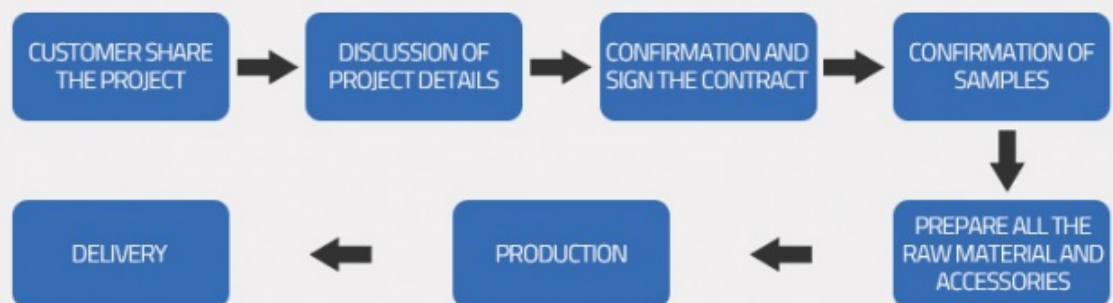 CUSTOMER SHARE
THE PROJECT
DISCUSSION OF
PROJECT DETAILS
CONFIRMATION AND
SIGN THE CONTRACT
CONFIRMATION OF
SAMPLES
PREPARE ALL THE
RAW MATERIAL AND
ACCESSORIES
PRODUCTION
DELIVERY